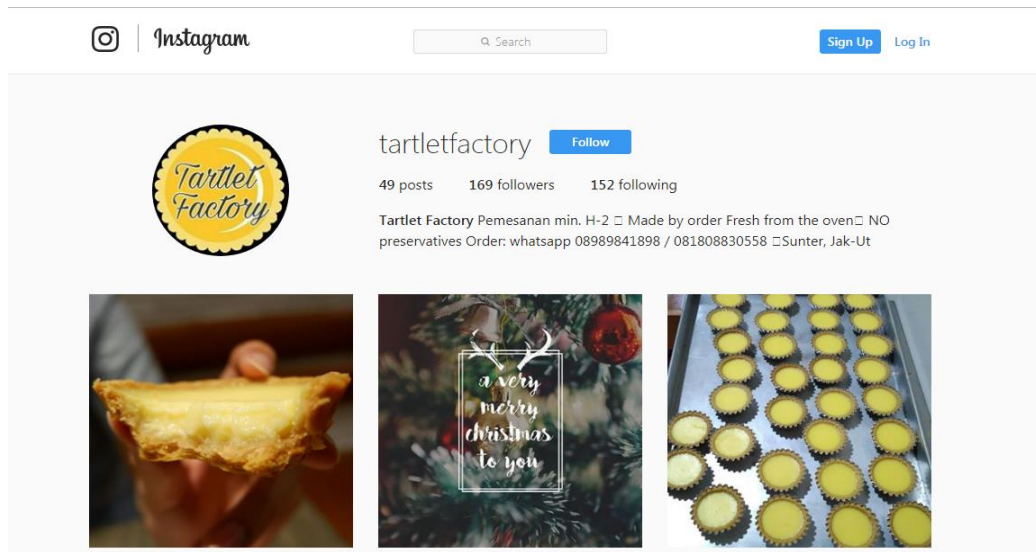 Instagram
Search
Sign Up
Log In
Tartlet
Factory
tartletfactory
Follow
49 posts 169 followers 152 following
Tartlet Factory Pemesanan min. H-2 □ Made by order Fresh from the oven□ NO
preservatives Order: whatsapp 08989841898 / 081808830558 □Sunter, Jak-Ut
a very
merry
christmas
to you